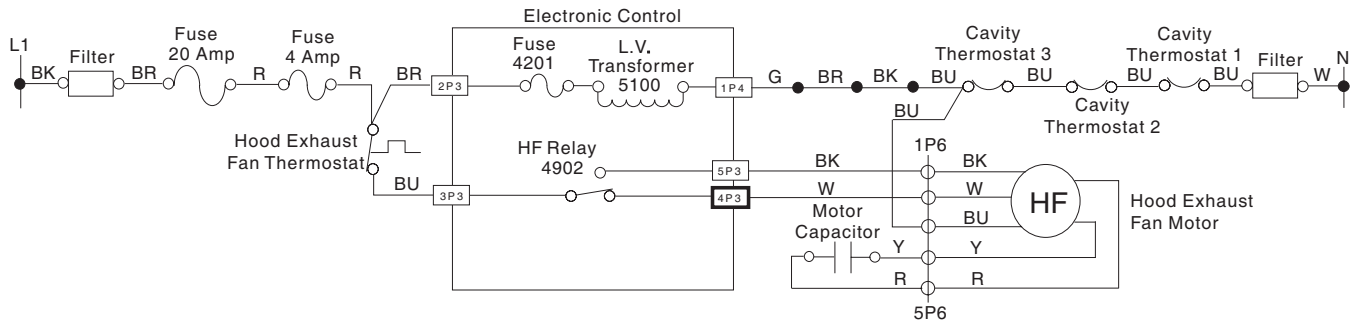 Electronic Control
L1
BK
Filter
BR
Fuse
20 Amp
R
Fuse
4 Amp
R
BR
2P3
Fuse
4201
L.V.
Transformer
5100
1P4
G
BR
BK
BU
Cavity
Thermostat 3
BU
Cavity
Thermostat 2
BU
Cavity
Thermostat 1
BU
Filter
W
N
Hood Exhaust
Fan Thermostat
BU
3P3
HF Relay
4902
5P3
4P3
BU
BK
W
1P6
BK
W
BU
Y
R
HF
Hood Exhaust
Fan Motor
Motor
Capacitor
Y
R
5P6